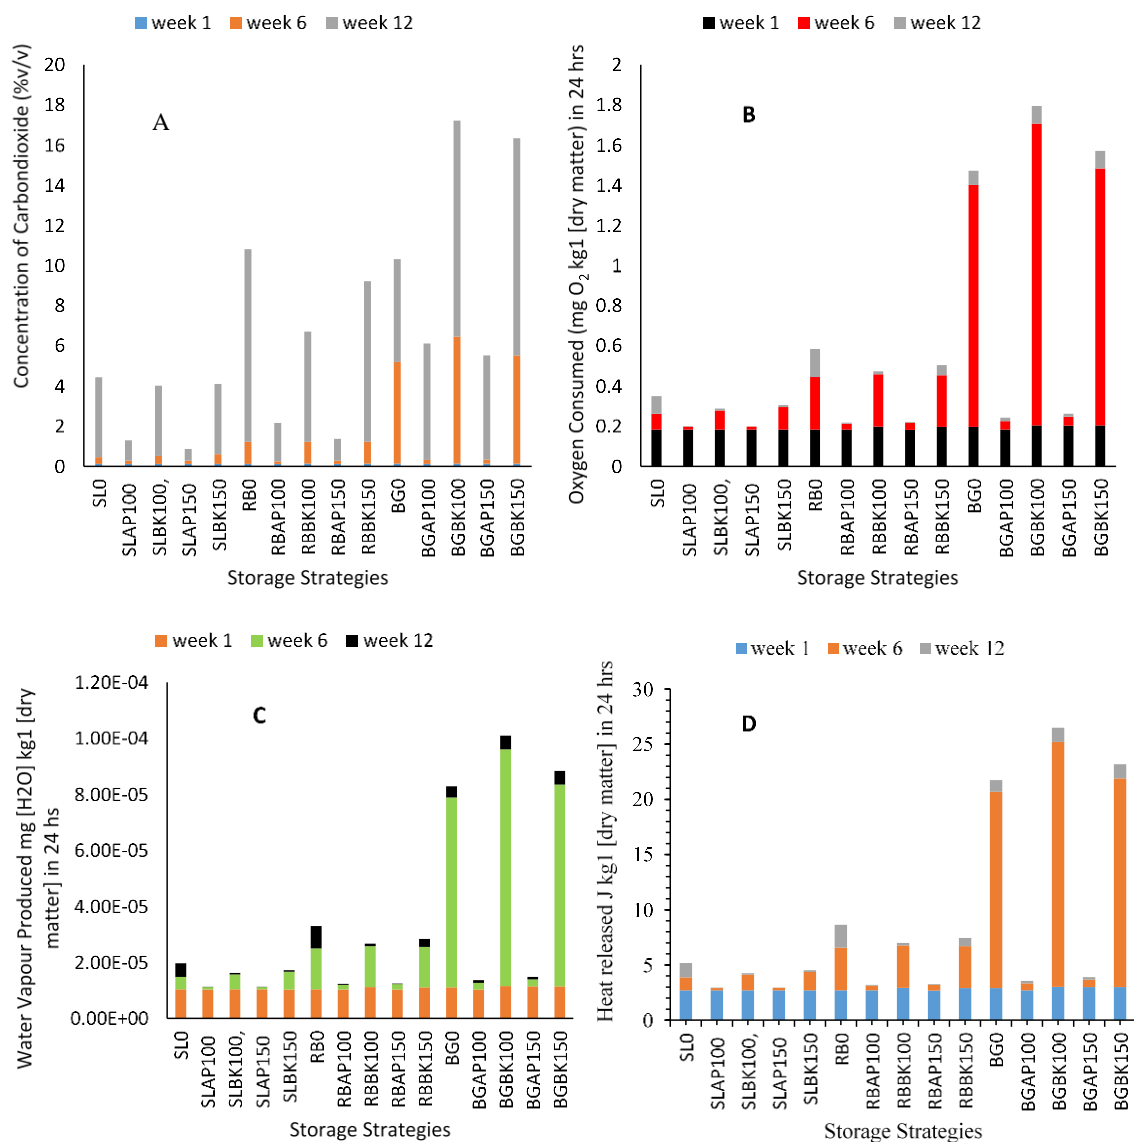 week 1 week 6 week 12
A
Concentration of Carbondioxide (%v/v)
20
18
16
14
12
10
8
6
4
2
0
SL0 SLAP100 SLBK100, SLAP150 SLBK150 RB0 RBAP100 RBBK100 RBAP150 RBBK150 BG0 BGAP100 BGBK100 BGAP150 BGBK150
Storage Strategies
week 1 week 6 week 12
B
Oxygen Consumed (mg O2 kg1 [dry matter) in 24 hrs
2
1.8
1.6
1.4
1.2
1
0.8
0.6
0.4
0.2
0
SL0 SLAP100 SLBK100, SLAP150 SLBK150 RB0 RBAP100 RBBK100 RBAP150 RBBK150 BG0 BGAP100 BGBK100 BGAP150 BGBK150
Storage Strategies
week 1 week 6 week 12
C
Water Vapour Produced mg [H2O] kg1 [dry
matter] in 24 hs
1.20E-04
1.00E-04
8.00E-05
6.00E-05
4.00E-05
2.00E-05
0.00E+00
SL0 SLAP100 SLBK100, SLAP150 SLBK150 RB0 RBAP100 RBBK100 RBAP150 RBBK150 BG0 BGAP100 BGBK100 BGAP150 BGBK150
Storage Strategies
week 1 week 6 week 12
D
Heat released J kg1 [dry matter] in 24 hrs
30
25
20
15
10
5
0
SL0 SLAP100 SLBK100, SLAP150 SLBK150 RB0 RBAP100 RBBK100 RBAP150 RBBK150 BG0 BGAP100 BGBK100 BGAP150 BGBK150
Storage Strategies